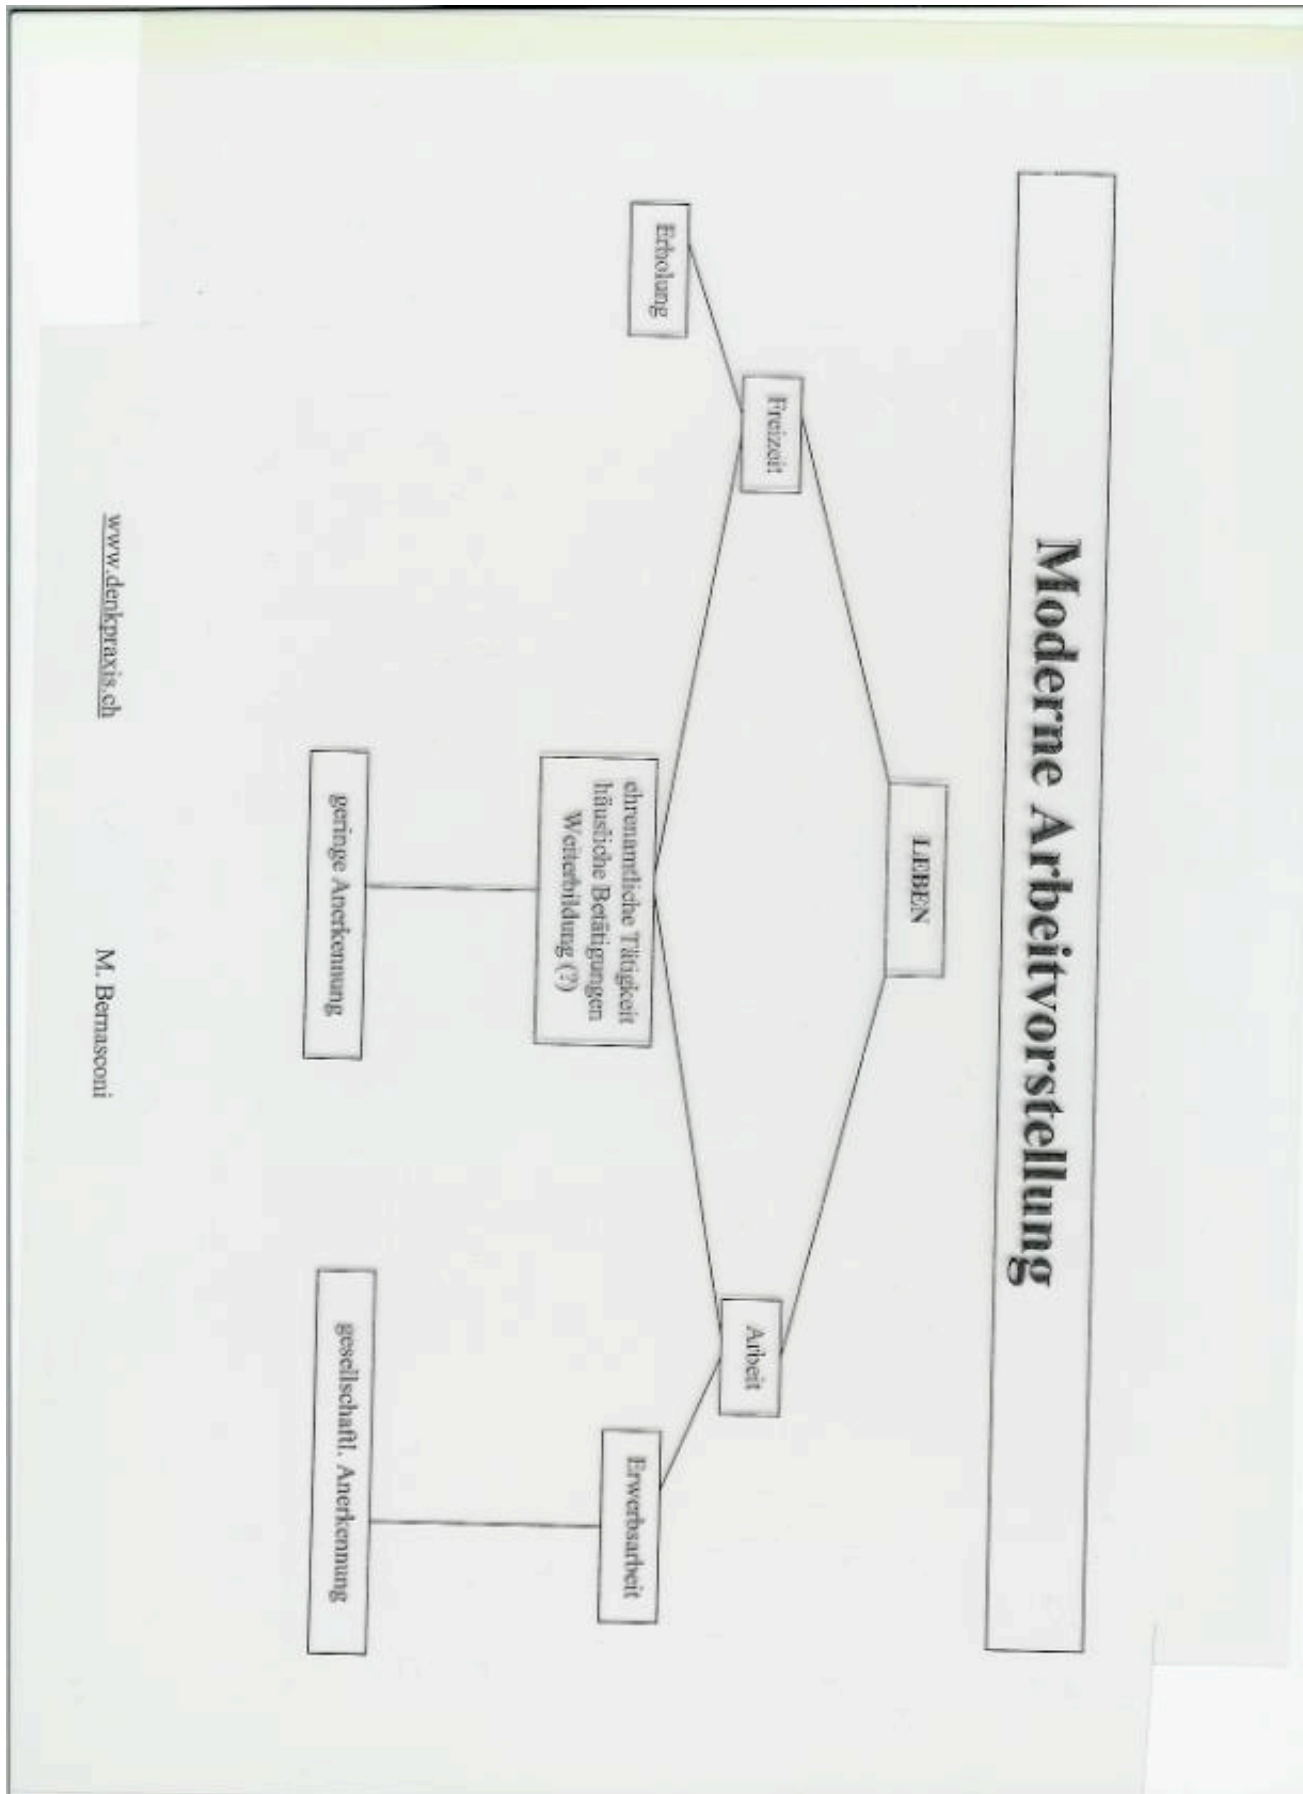 Moderne Arbeitvorstellung
LEBEN
Freizeit
Arbeit
Erholung
ehrenamtliche Tätigkeit
häusliche Betätigungen
Weiterbildung (?)
Erwerbsarbeit
geringe Anerkennung
gesellschaftl. Anerkennung
www.denkpraxis.ch
M. Bernasconi